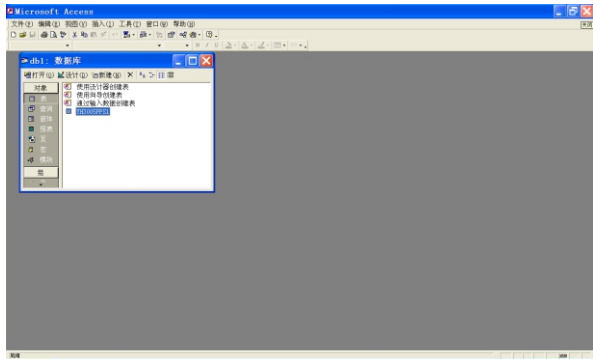 Microsoft Access
文件(F) 编辑(E) 视图(V) 插入(I) 工具(T) 窗口(W) 帮助(H)
db1: 数据库
打开(O) 设计(D) 新建(N)
对象
表
查询
窗体
报表
页
宏
模块
组
使用设计器创建表
使用向导创建表
通过输入数据创建表
就绪